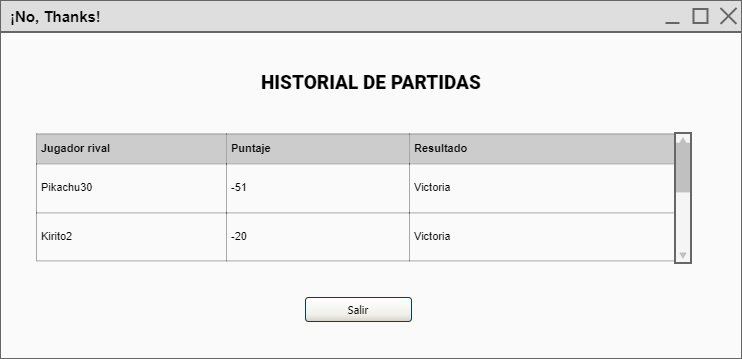 ¡No, Thanks!
HISTORIAL DE PARTIDAS
Jugador rival Puntaje Resultado
Pikachu30 -51 Victoria
Kirito2 -20 Victoria
Salir